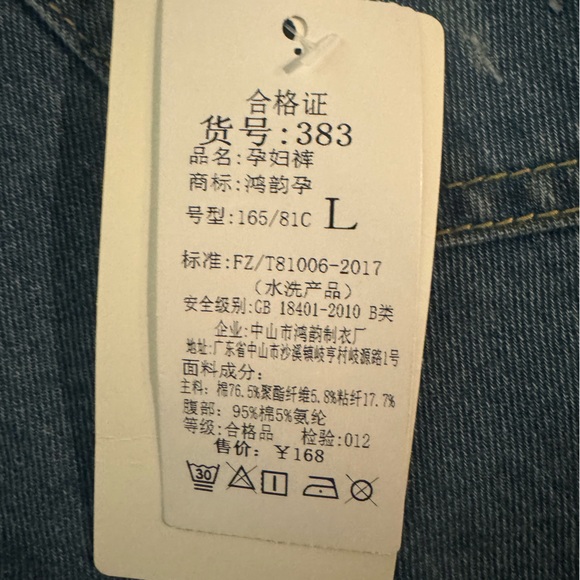 合格证
货号:383
品名:孕妇裤
商标:鸿韵孕
号型:165/81C L
标准:FZ/T81006-2017
(水洗产品)
安全级别:GB 18401-2010 B类
企业:中山市鸿韵制衣厂
地址:广东省中山市沙溪镇岐亨村岐源路1号
面料成分:
主料: 棉76.5%聚酯纤维5.8%粘纤17.7%
腹部: 95%棉5%氨纶
等级:合格品 检验:012
售价: ¥168
30